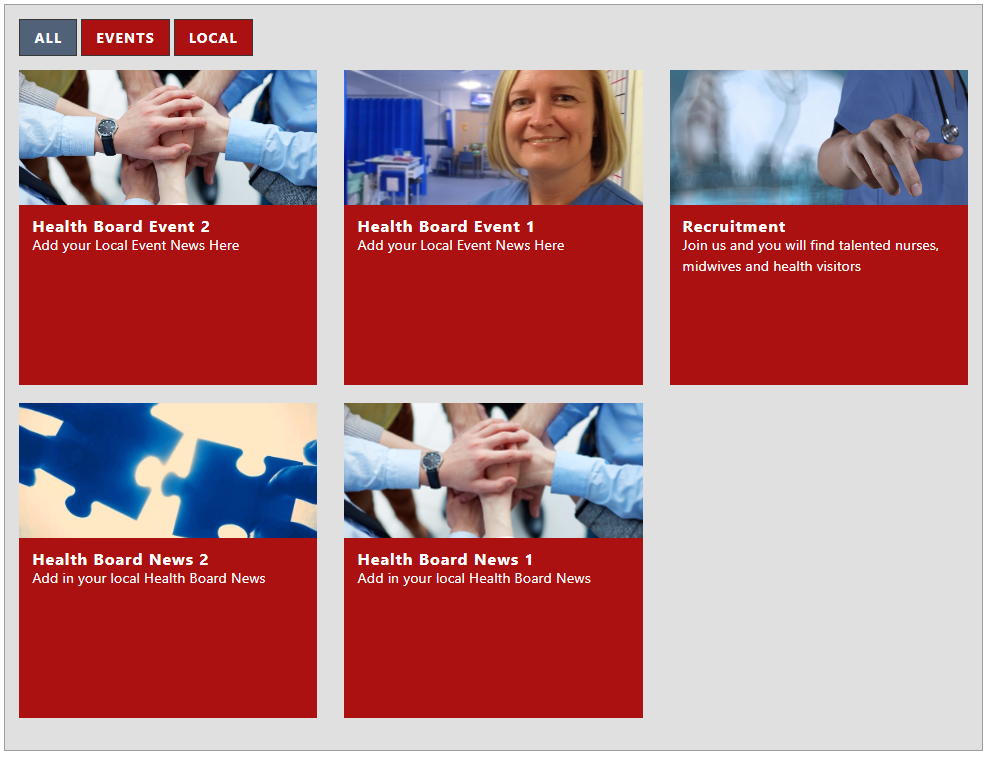 ALL EVENTS LOCAL
Health Board Event 2
Add your Local Event News Here
Health Board Event 1
Add your Local Event News Here
Recruitment
Join us and you will find talented nurses,
midwives and health visitors
Health Board News 2
Add in your local Health Board News
Health Board News 1
Add in your local Health Board News